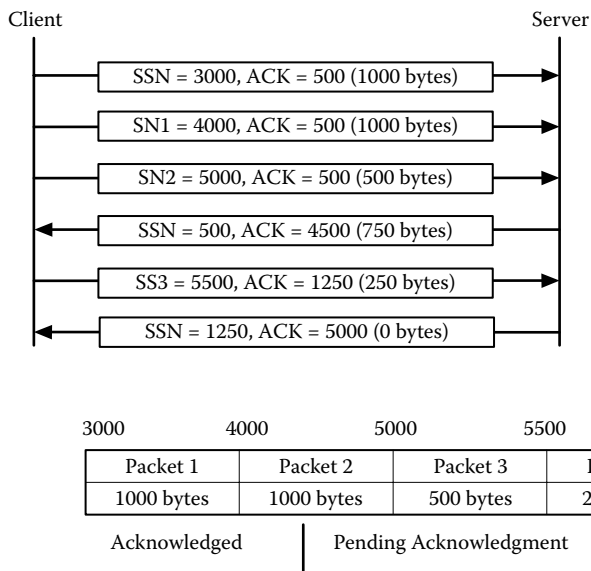 Client Server
SSN = 3000, ACK = 500 (1000 bytes)
SN1 = 4000, ACK = 500 (1000 bytes)
SN2 = 5000, ACK = 500 (500 bytes)
SSN = 500, ACK = 4500 (750 bytes)
SS3 = 5500, ACK = 1250 (250 bytes)
SSN = 1250, ACK = 5000 (0 bytes)
3000 4000 5000 5500
Packet 1 Packet 2 Packet 3
1000 bytes 1000 bytes 500 bytes 2
Acknowledged Pending Acknowledgment